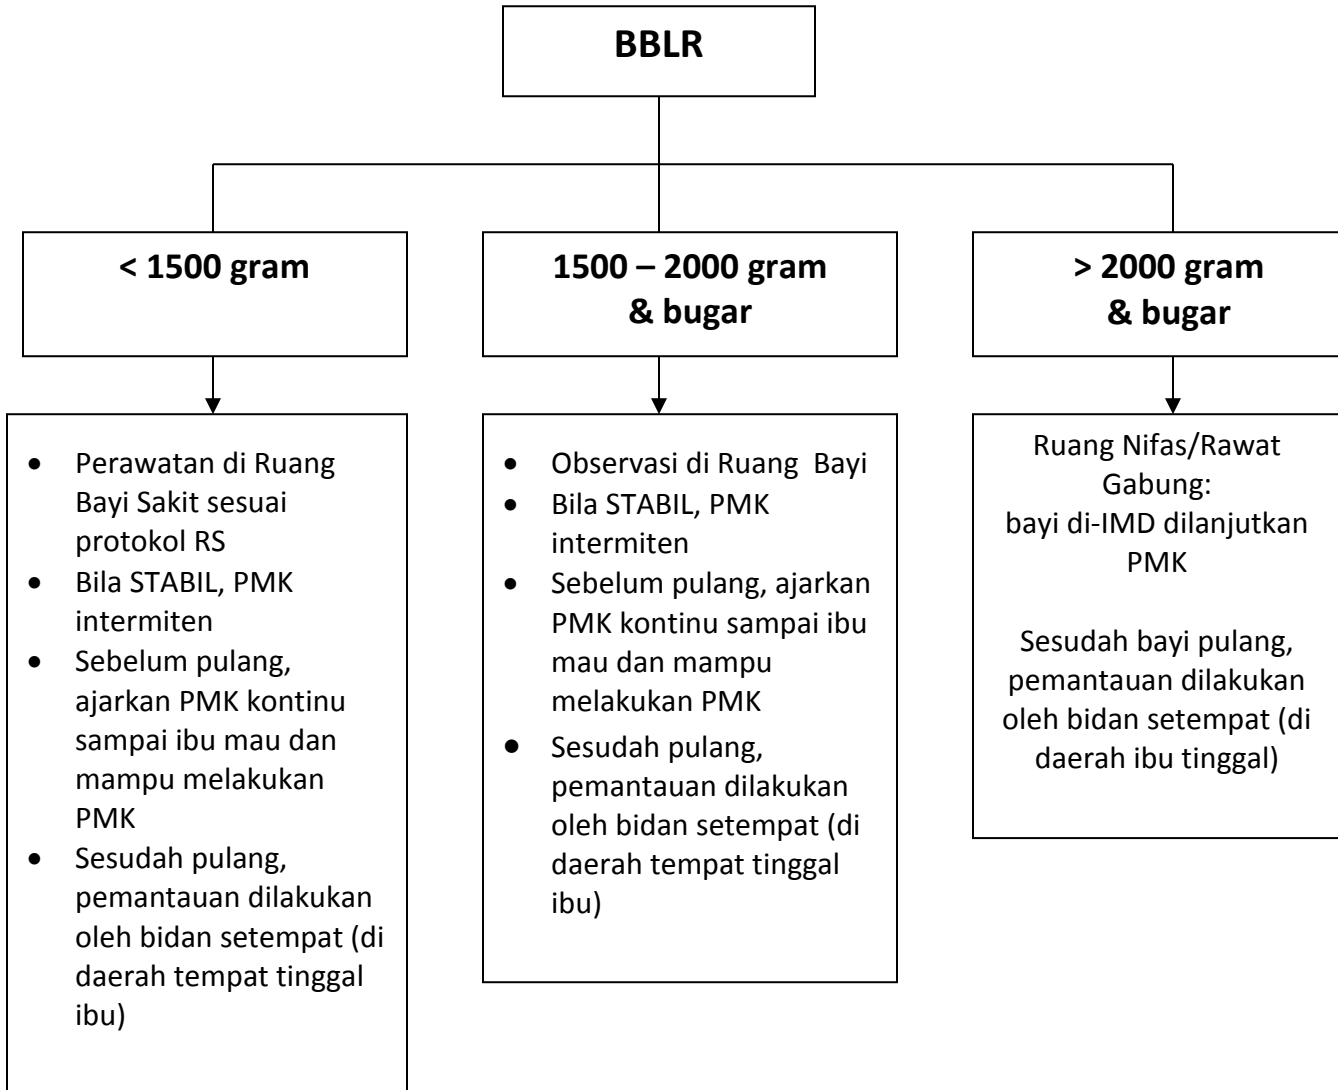 BBLR
< 1500 gram
1500 – 2000 gram
& bugar
> 2000 gram
& bugar
• Perawatan di Ruang
Bayi Sakit sesuai
protokol RS
• Bila STABIL, PMK
intermiten
• Sebelum pulang,
ajarkan PMK kontinu
sampai ibu mau dan
mampu melakukan
PMK
• Sesudah pulang,
pemantauan dilakukan
oleh bidan setempat (di
daerah tempat tinggal
ibu)
• Observasi di Ruang Bayi
• Bila STABIL, PMK
intermiten
• Sebelum pulang, ajarkan
PMK kontinu sampai ibu
mau dan mampu
melakukan PMK
• Sesudah pulang,
pemantauan dilakukan
oleh bidan setempat (di
daerah tempat tinggal
ibu)
Ruang Nifas/Rawat
Gabung:
bayi di-IMD dilanjutkan
PMK
Sesudah bayi pulang,
pemantauan dilakukan
oleh bidan setempat (di
daerah ibu tinggal)